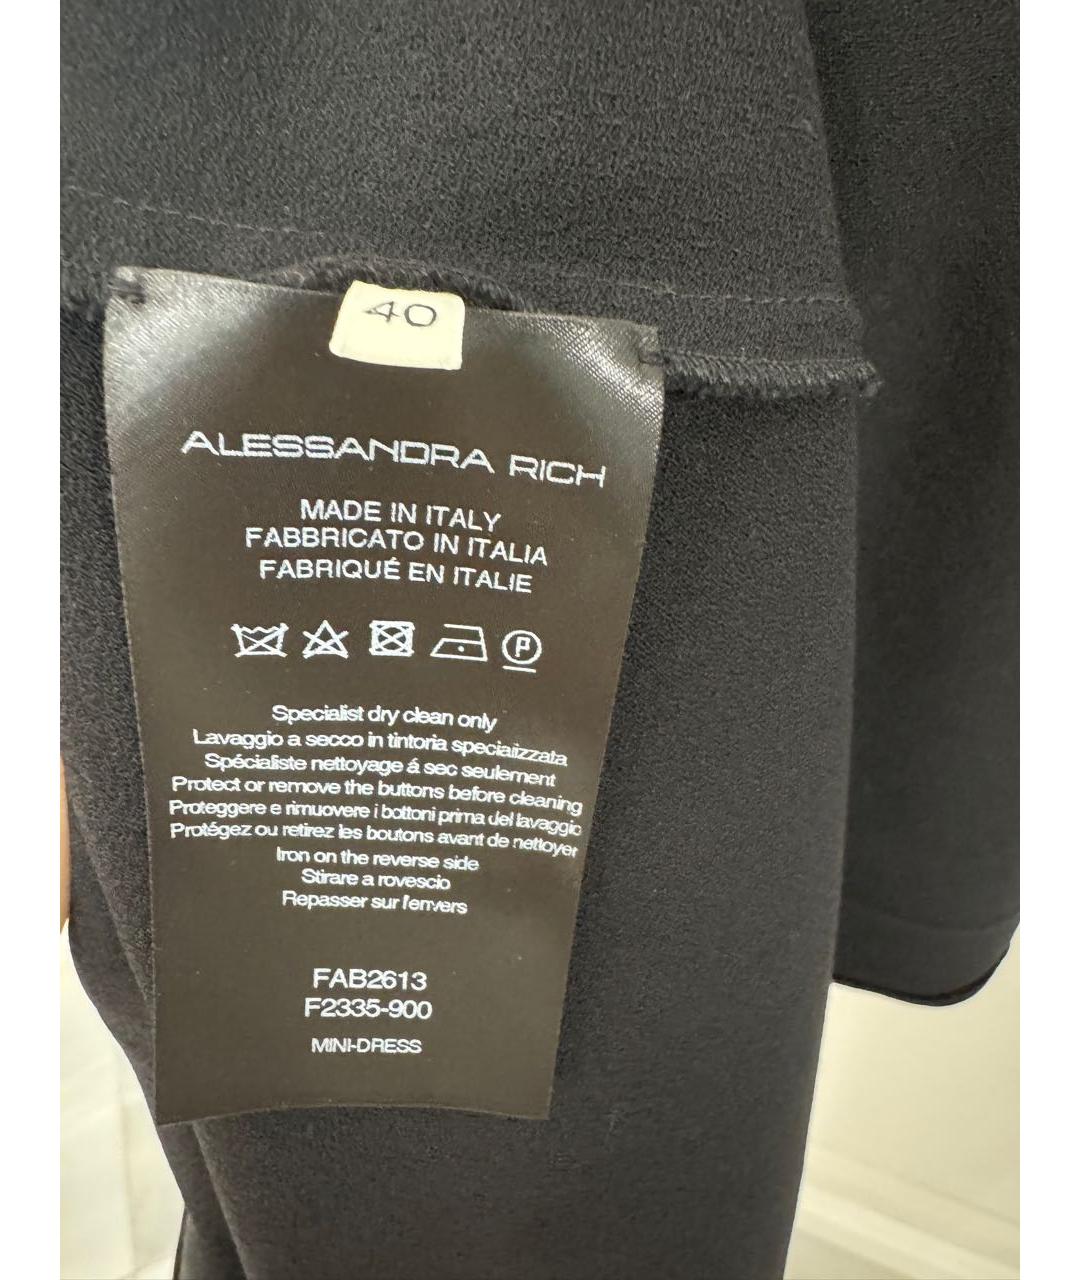 40
ALESSANDRA RICH
MADE IN ITALY
FABBRICATO IN ITALIA
FABRIQUÉ EN ITALIE
P
Specialist dry clean only
Lavaggio a secco in tintoria specializzata
Spécialiste nettoyage á sec seulement
Protect or remove the buttons before cleaning
Proteggere e rimuovere i bottoni prima del lavaggio
Protégez ou retirez les boutons avant de nettoyer
Iron on the reverse side
Stirare a rovescio
Repasser sur l'envers
FAB2613
F2335-900
MINI-DRESS